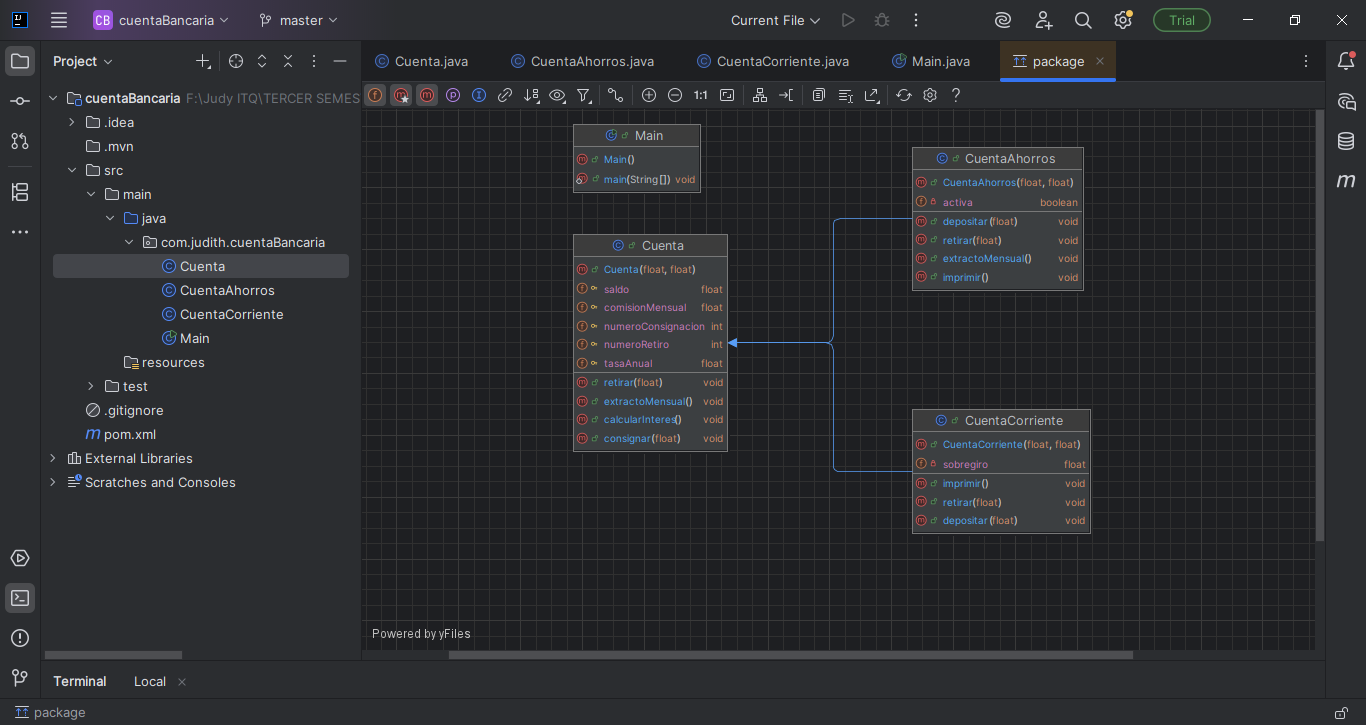 CB cuentaBancaria master Current File Trial
Project
Cuenta.java CuentaAhorros.java CuentaCorriente.java Main.java package
cuentaBancaria F:\Judy ITQ\TERCER SEMES
.idea
.mvn
src
main
java
com.judith.cuentaBancaria
Cuenta
CuentaAhorros
CuentaCorriente
Main
resources
test
.gitignore
pom.xml
External Libraries
Scratches and Consoles
1:1
Main
Main()
main(String[]) void
Cuenta
Cuenta(float, float)
saldo float
comisionMensual float
numeroConsignacion int
numeroRetiro int
tasaAnual float
retirar(float) void
extractoMensual() void
calcularInteres() void
consignar(float) void
CuentaAhorros
CuentaAhorros(float, float)
activa boolean
depositar(float) void
retirar(float) void
extractoMensual() void
imprimir() void
CuentaCorriente
CuentaCorriente(float, float)
sobregiro float
imprimir() void
retirar(float) void
depositar(float) void
Powered by yFiles
Terminal Local
package